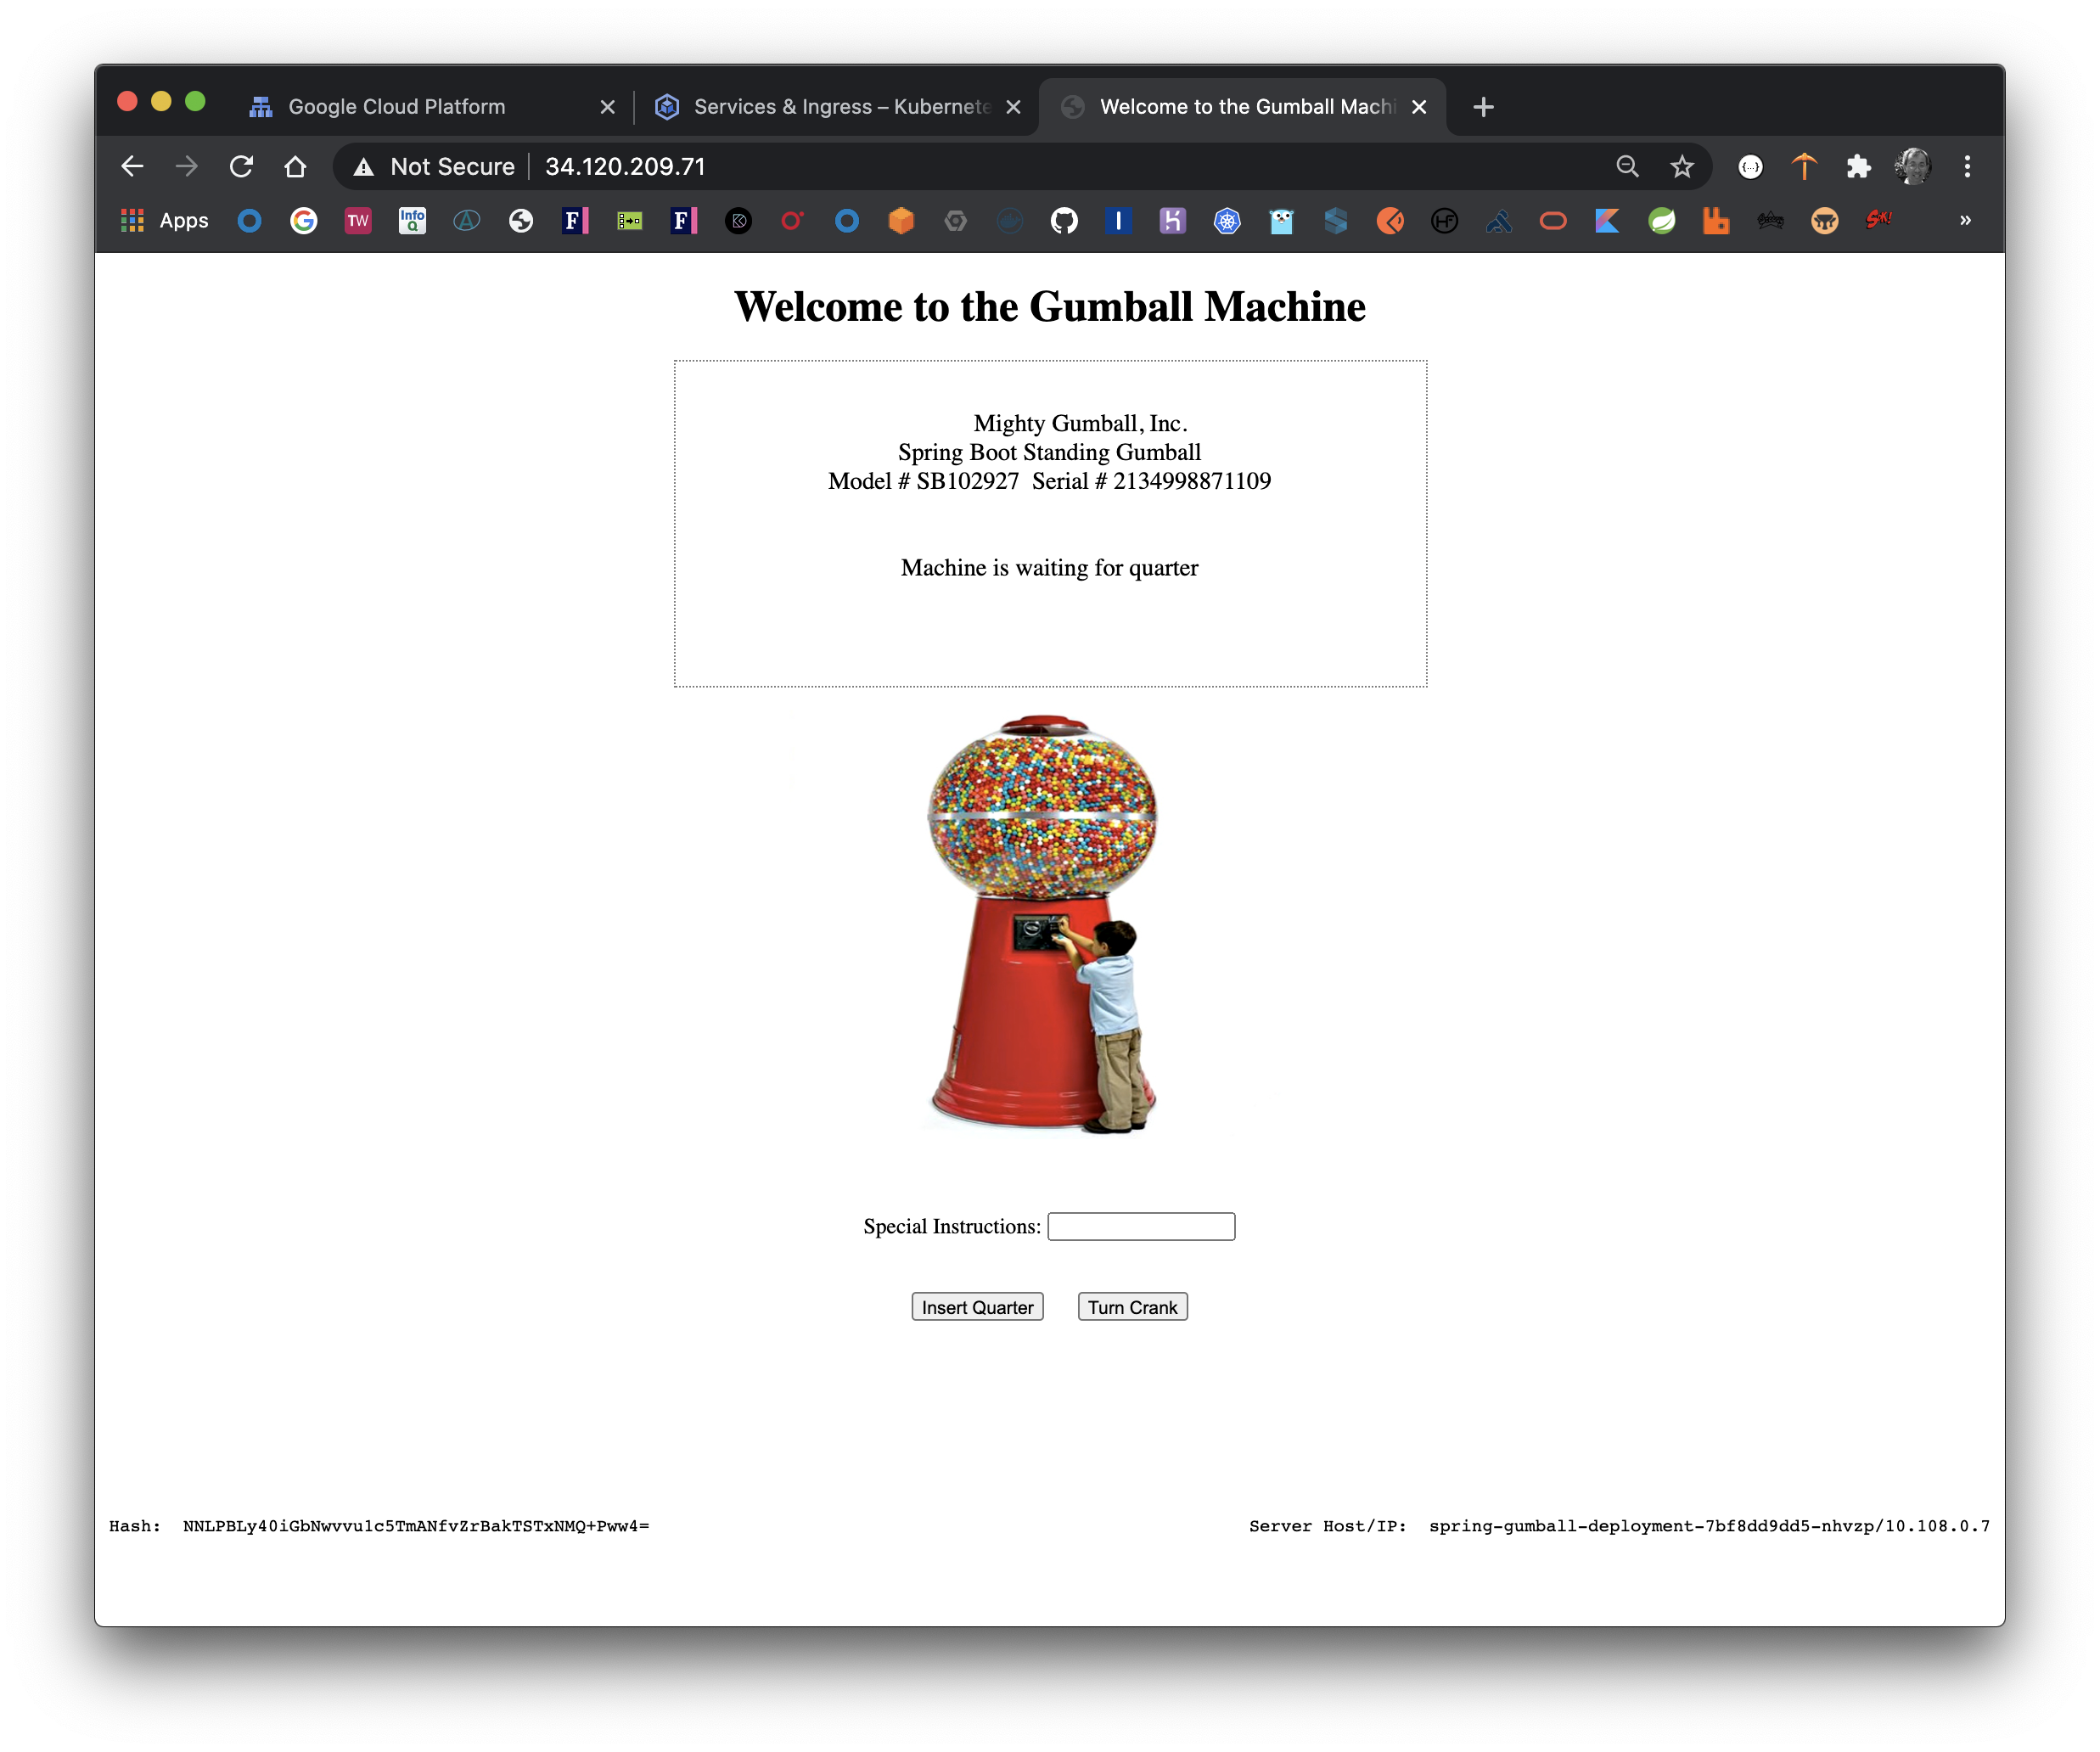 Google Cloud Platform
Services & Ingress – Kubernete
Welcome to the Gumball Machi
Not Secure
34.120.209.71
Apps
TW
Info Q
Welcome to the Gumball Machine
Mighty Gumball, Inc.
Spring Boot Standing Gumball
Model # SB102927 Serial # 2134998871109
Machine is waiting for quarter
Special Instructions:
Insert Quarter
Turn Crank
Hash: NNLPBLy40iGbNwvvu1c5TmANfvZrBakTSTxNMQ+Pww4=
Server Host/IP: spring-gumball-deployment-7bf8dd9dd5-nhvzp/10.108.0.7